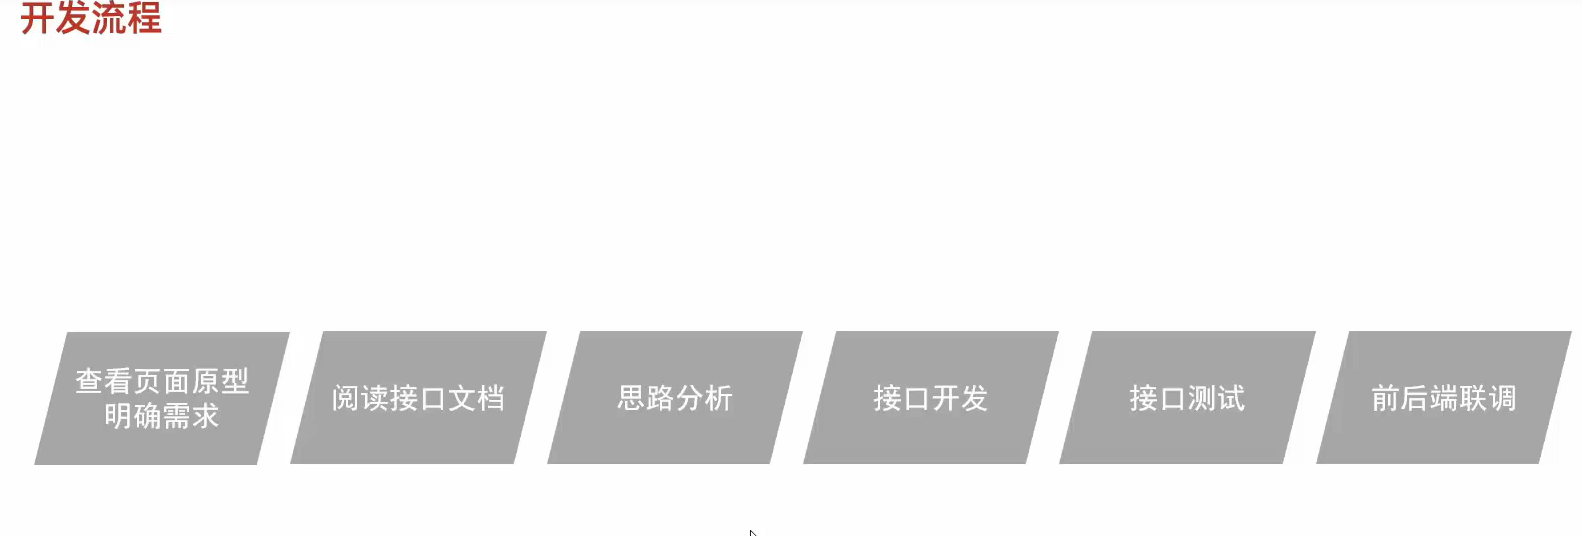 开发流程
查看页面原型
明确需求
阅读接口文档
思路分析
接口开发
接口测试
前后端联调